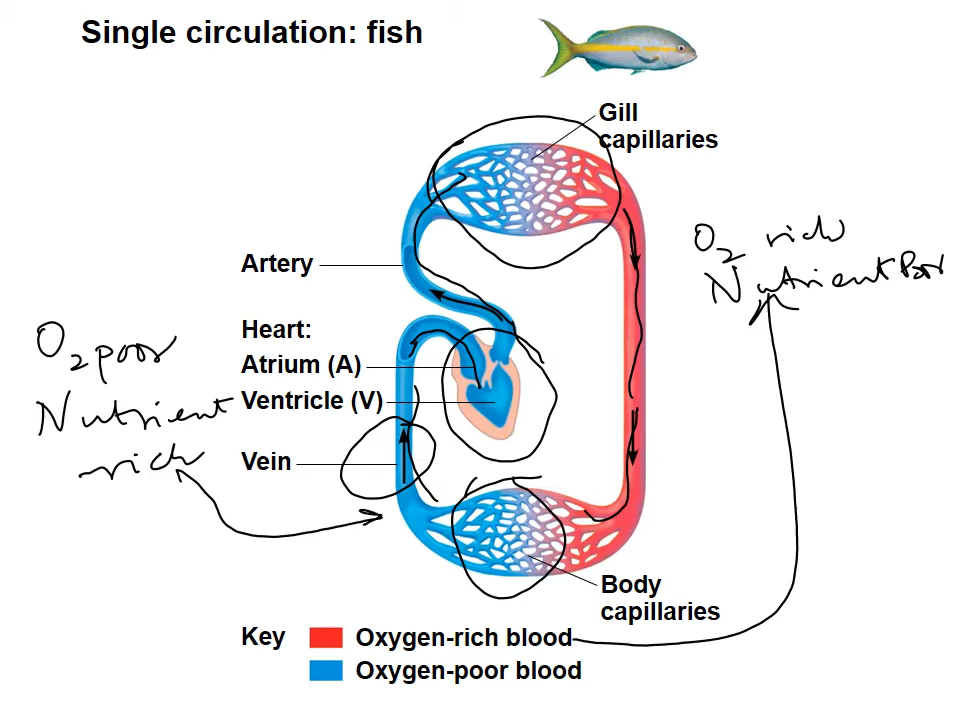 Single circulation: fish
Gill
capillaries
Artery
O2 rich
Nutrient Poor
Heart:
Atrium (A)
Ventricle (V)
O2 poor
Nutrient
rich
Vein
Body
capillaries
Key
Oxygen-rich blood
Oxygen-poor blood